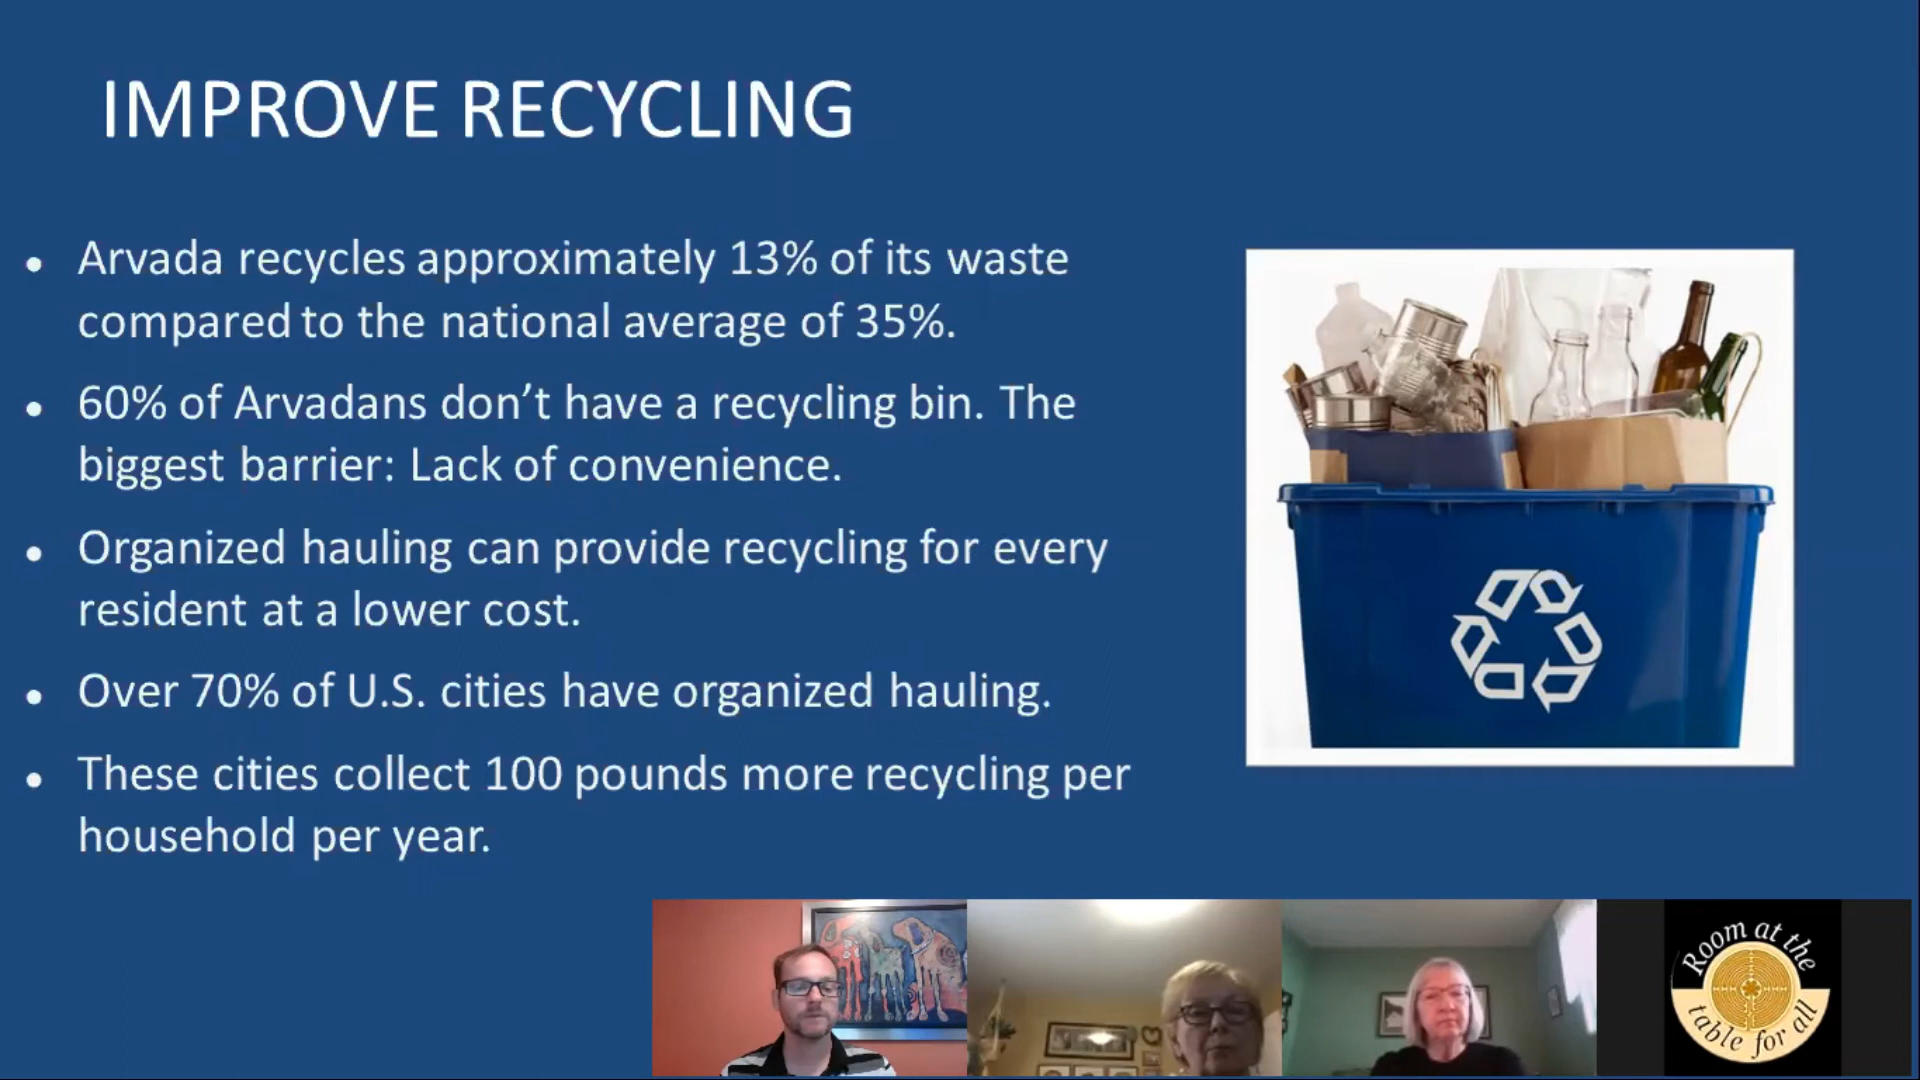 IMPROVE RECYCLING
• Arvada recycles approximately 13% of its waste
compared to the national average of 35%.
• 60% of Arvadans don’t have a recycling bin. The
biggest barrier: Lack of convenience.
• Organized hauling can provide recycling for every
resident at a lower cost.
• Over 70% of U.S. cities have organized hauling.
• These cities collect 100 pounds more recycling per
household per year.
Room at the
table for all